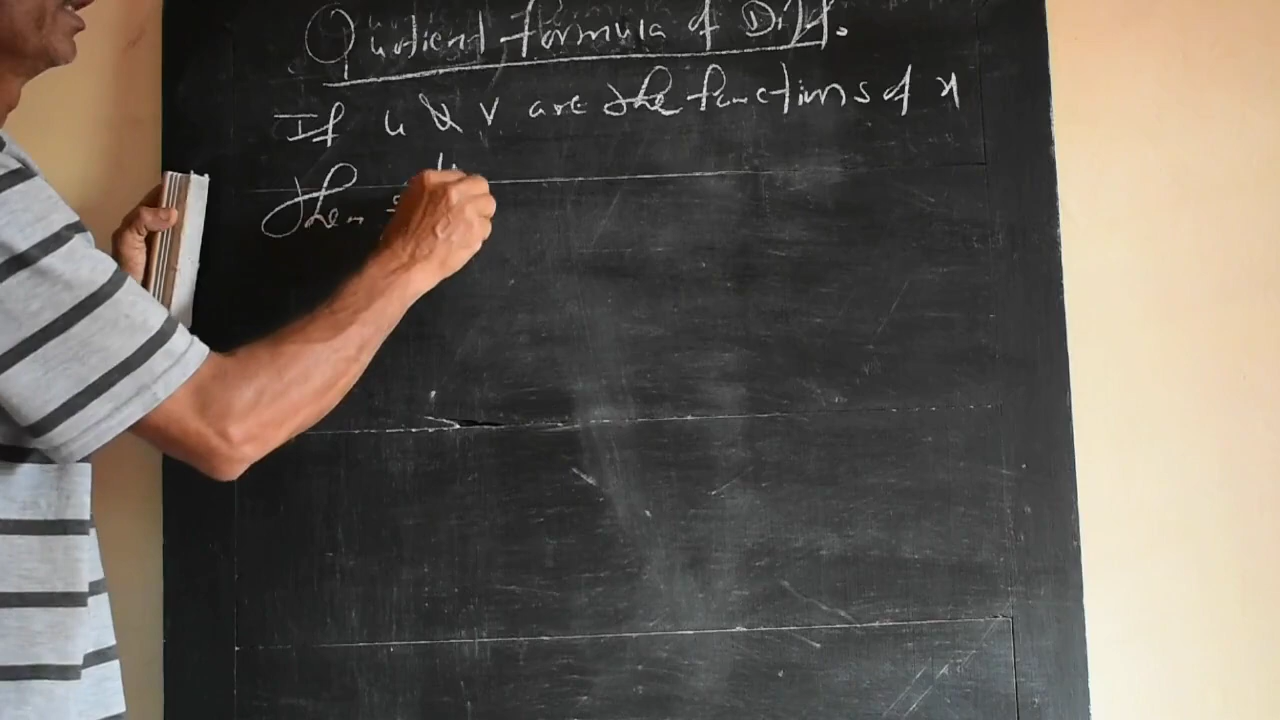 Quotient formula of Diff.
If u & v are the functions of x
Then